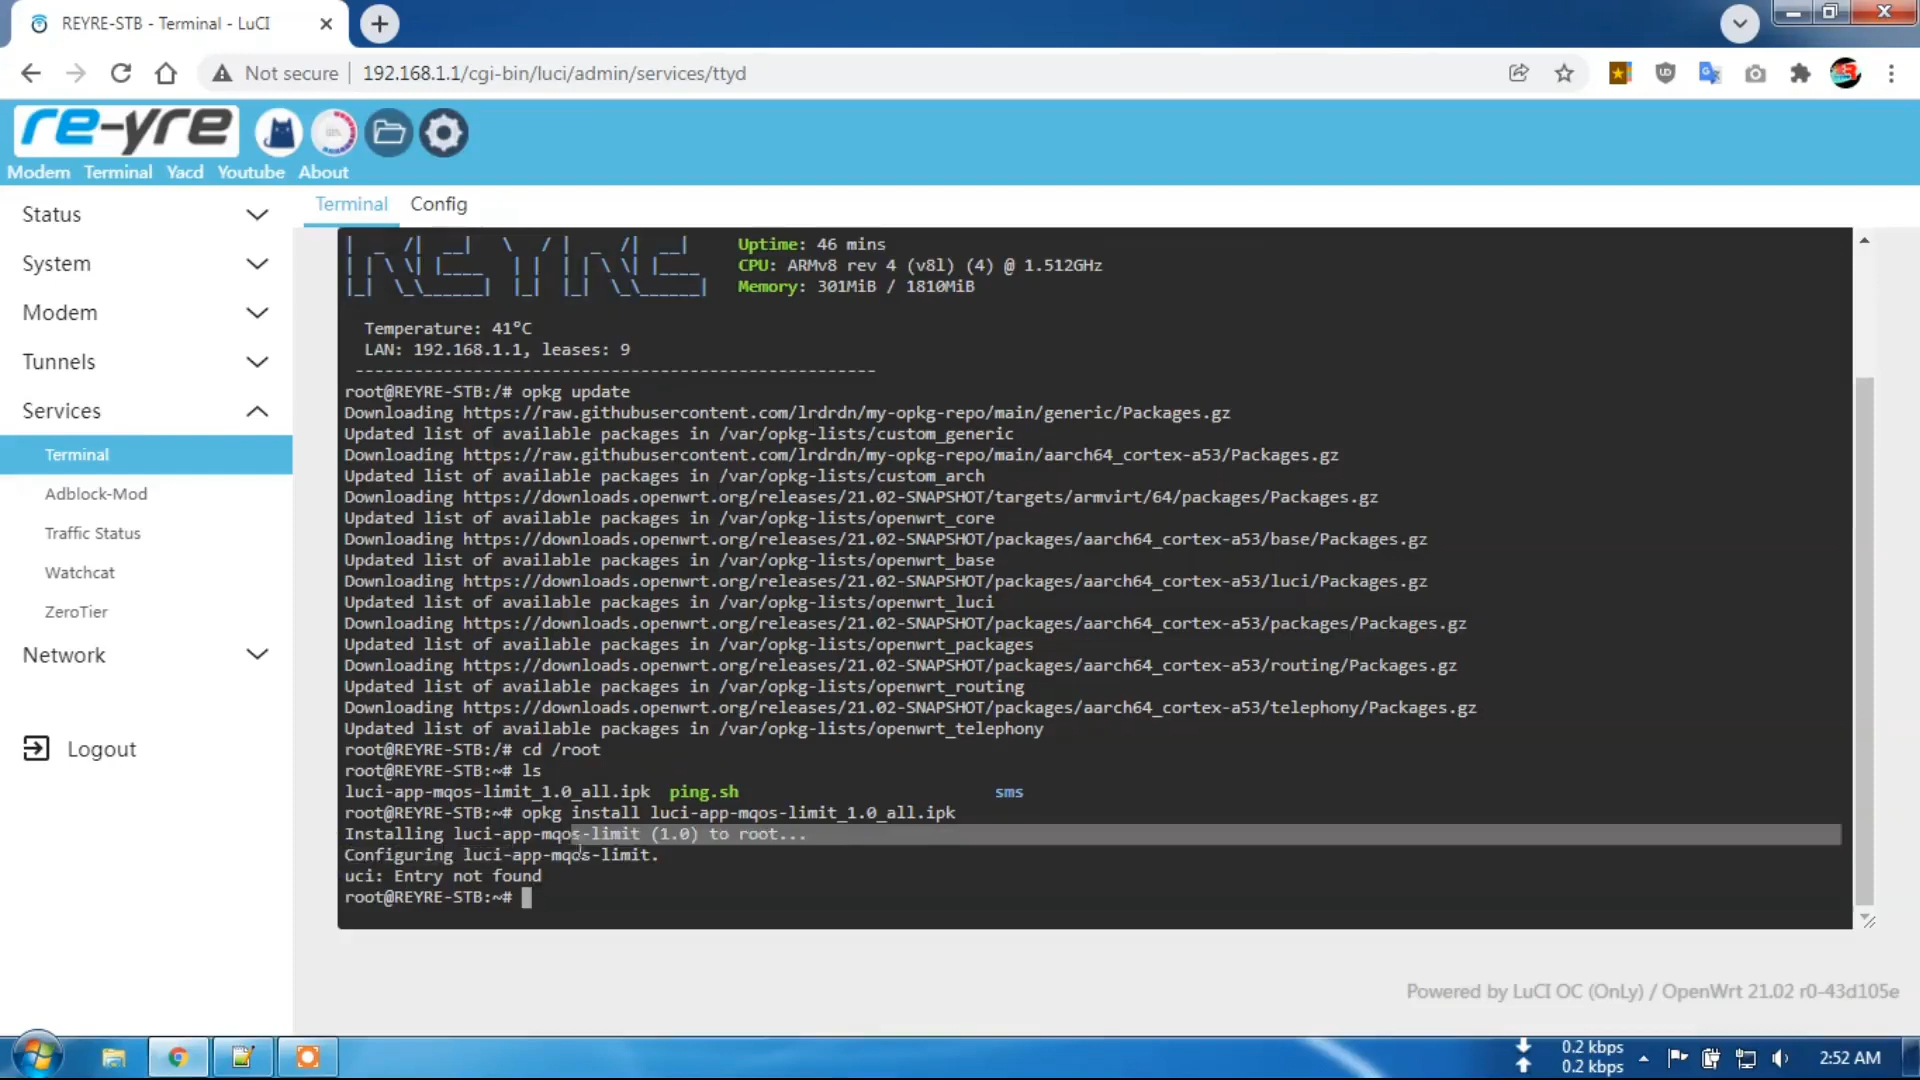 REYRE-STB - Terminal - LuCI
Not secure
192.168.1.1/cgi-bin/luci/admin/services/ttyd
re-yre
Modem Terminal Yacd Youtube About
Terminal Config
Status
System
Modem
Tunnels
Services
Terminal
Adblock-Mod
Traffic Status
Watchcat
ZeroTier
Network
Logout
REYRE
Uptime: 46 mins
CPU: ARMv8 rev 4 (v8l) (4) @ 1.512GHz
Memory: 301MiB / 1810MiB
Temperature: 41°C
LAN: 192.168.1.1, leases: 9
-----------------------------------------------------
root@REYRE-STB:/# opkg update
Downloading https://raw.githubusercontent.com/lrdrdn/my-opkg-repo/main/generic/Packages.gz
Updated list of available packages in /var/opkg-lists/custom_generic
Downloading https://raw.githubusercontent.com/lrdrdn/my-opkg-repo/main/aarch64_cortex-a53/Packages.gz
Updated list of available packages in /var/opkg-lists/custom_arch
Downloading https://downloads.openwrt.org/releases/21.02-SNAPSHOT/targets/armvirt/64/packages/Packages.gz
Updated list of available packages in /var/opkg-lists/openwrt_core
Downloading https://downloads.openwrt.org/releases/21.02-SNAPSHOT/packages/aarch64_cortex-a53/base/Packages.gz
Updated list of available packages in /var/opkg-lists/openwrt_base
Downloading https://downloads.openwrt.org/releases/21.02-SNAPSHOT/packages/aarch64_cortex-a53/luci/Packages.gz
Updated list of available packages in /var/opkg-lists/openwrt_luci
Downloading https://downloads.openwrt.org/releases/21.02-SNAPSHOT/packages/aarch64_cortex-a53/packages/Packages.gz
Updated list of available packages in /var/opkg-lists/openwrt_packages
Downloading https://downloads.openwrt.org/releases/21.02-SNAPSHOT/packages/aarch64_cortex-a53/routing/Packages.gz
Updated list of available packages in /var/opkg-lists/openwrt_routing
Downloading https://downloads.openwrt.org/releases/21.02-SNAPSHOT/packages/aarch64_cortex-a53/telephony/Packages.gz
Updated list of available packages in /var/opkg-lists/openwrt_telephony
root@REYRE-STB:/# cd /root
root@REYRE-STB:~# ls
luci-app-mqos-limit_1.0_all.ipk ping.sh sms
root@REYRE-STB:~# opkg install luci-app-mqos-limit_1.0_all.ipk
Installing luci-app-mqos-limit (1.0) to root...
Configuring luci-app-mqos-limit.
uci: Entry not found
root@REYRE-STB:~#
Powered by LuCI OC (OnLy) / OpenWrt 21.02 r0-43d105e
0.2 kbps
0.2 kbps
2:52 AM